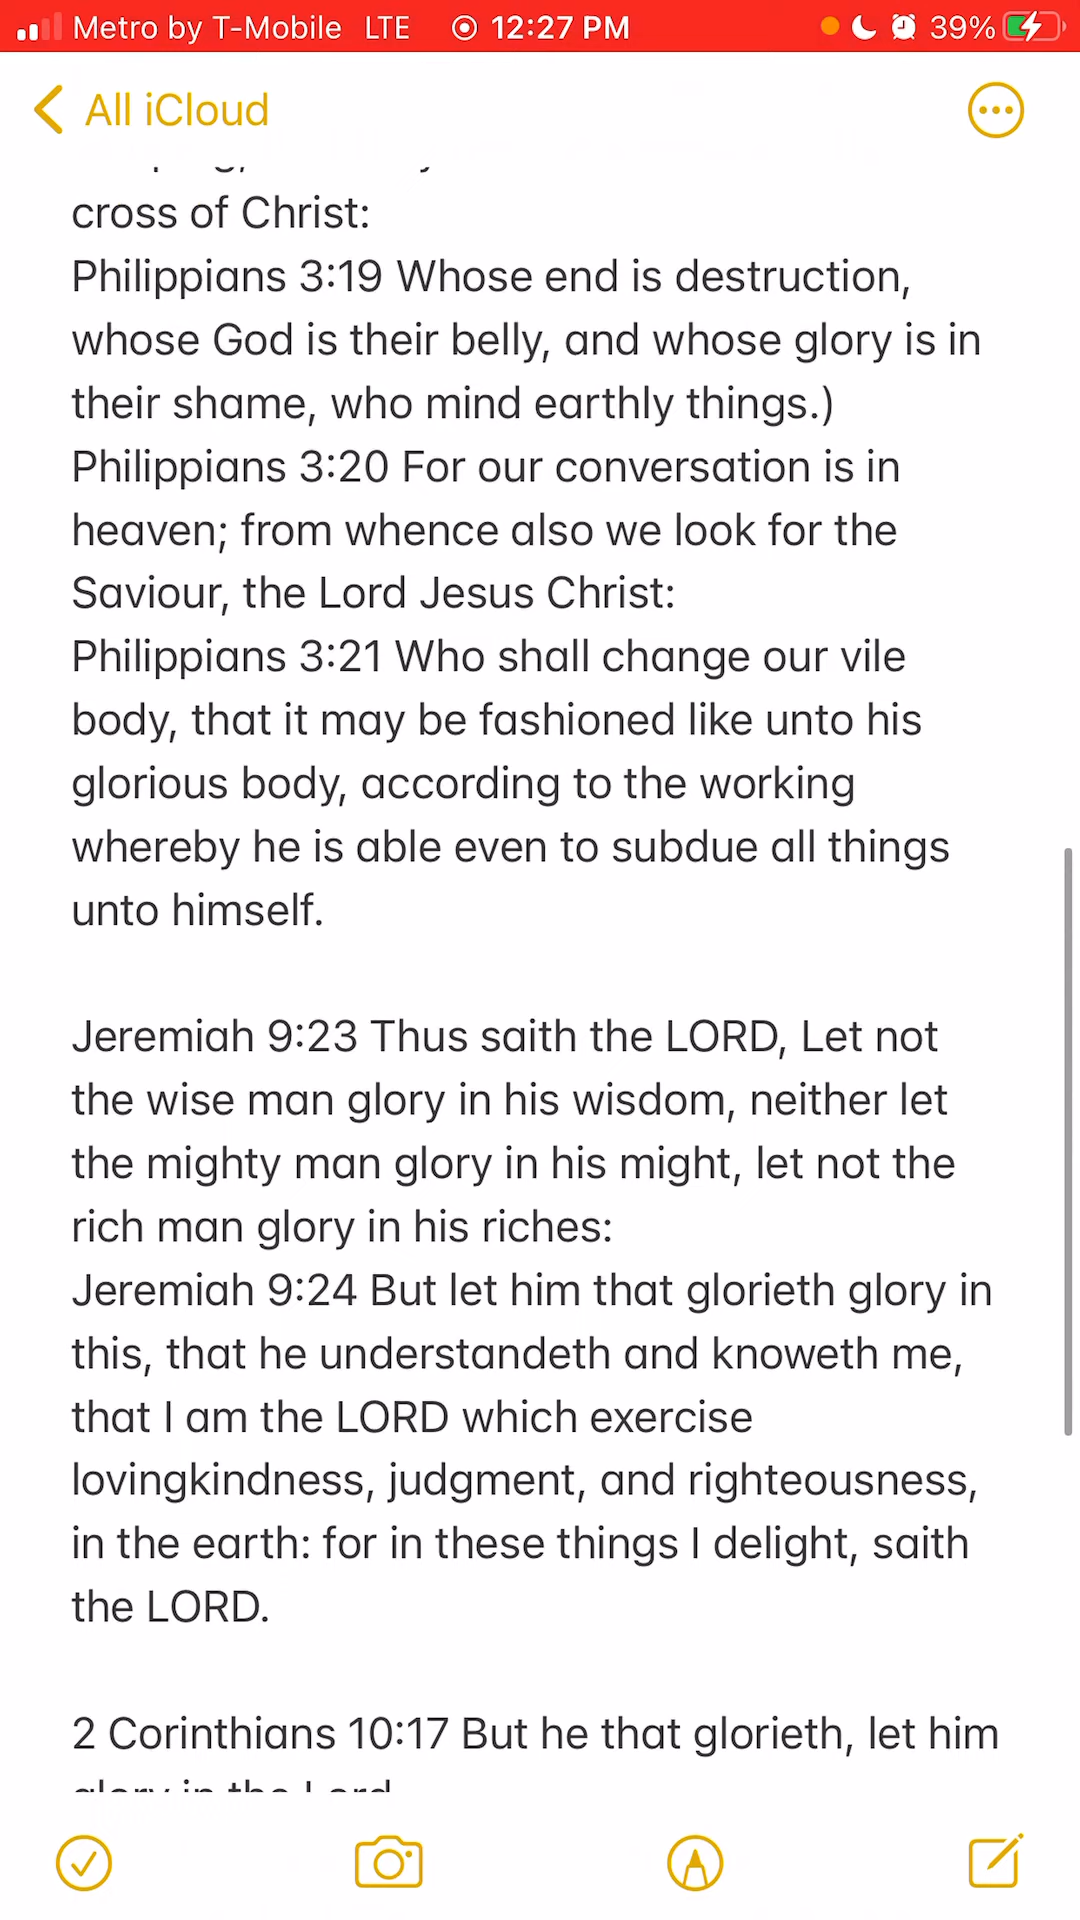 Metro by T-Mobile LTE 12:27 PM 39%
All iCloud
cross of Christ:
Philippians 3:19 Whose end is destruction,
whose God is their belly, and whose glory is in
their shame, who mind earthly things.)
Philippians 3:20 For our conversation is in
heaven; from whence also we look for the
Saviour, the Lord Jesus Christ:
Philippians 3:21 Who shall change our vile
body, that it may be fashioned like unto his
glorious body, according to the working
whereby he is able even to subdue all things
unto himself.
Jeremiah 9:23 Thus saith the LORD, Let not
the wise man glory in his wisdom, neither let
the mighty man glory in his might, let not the
rich man glory in his riches:
Jeremiah 9:24 But let him that glorieth glory in
this, that he understandeth and knoweth me,
that I am the LORD which exercise
lovingkindness, judgment, and righteousness,
in the earth: for in these things I delight, saith
the LORD.
2 Corinthians 10:17 But he that glorieth, let him
glory in the Lord